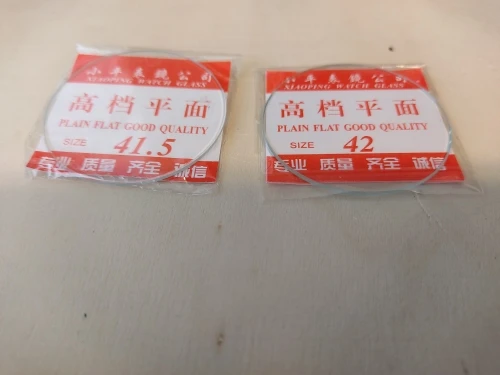 小平表镜公司
XIAOPING WATCH GLASS
高档平面
PLAIN FLAT GOOD QUALITY
SIZE 41.5
专业 质量 齐全 诚信
小平表镜公司
XIAOPING WATCH GLASS
高档平面
PLAIN FLAT GOOD QUALITY
SIZE 42
专业 质量 齐全 诚信